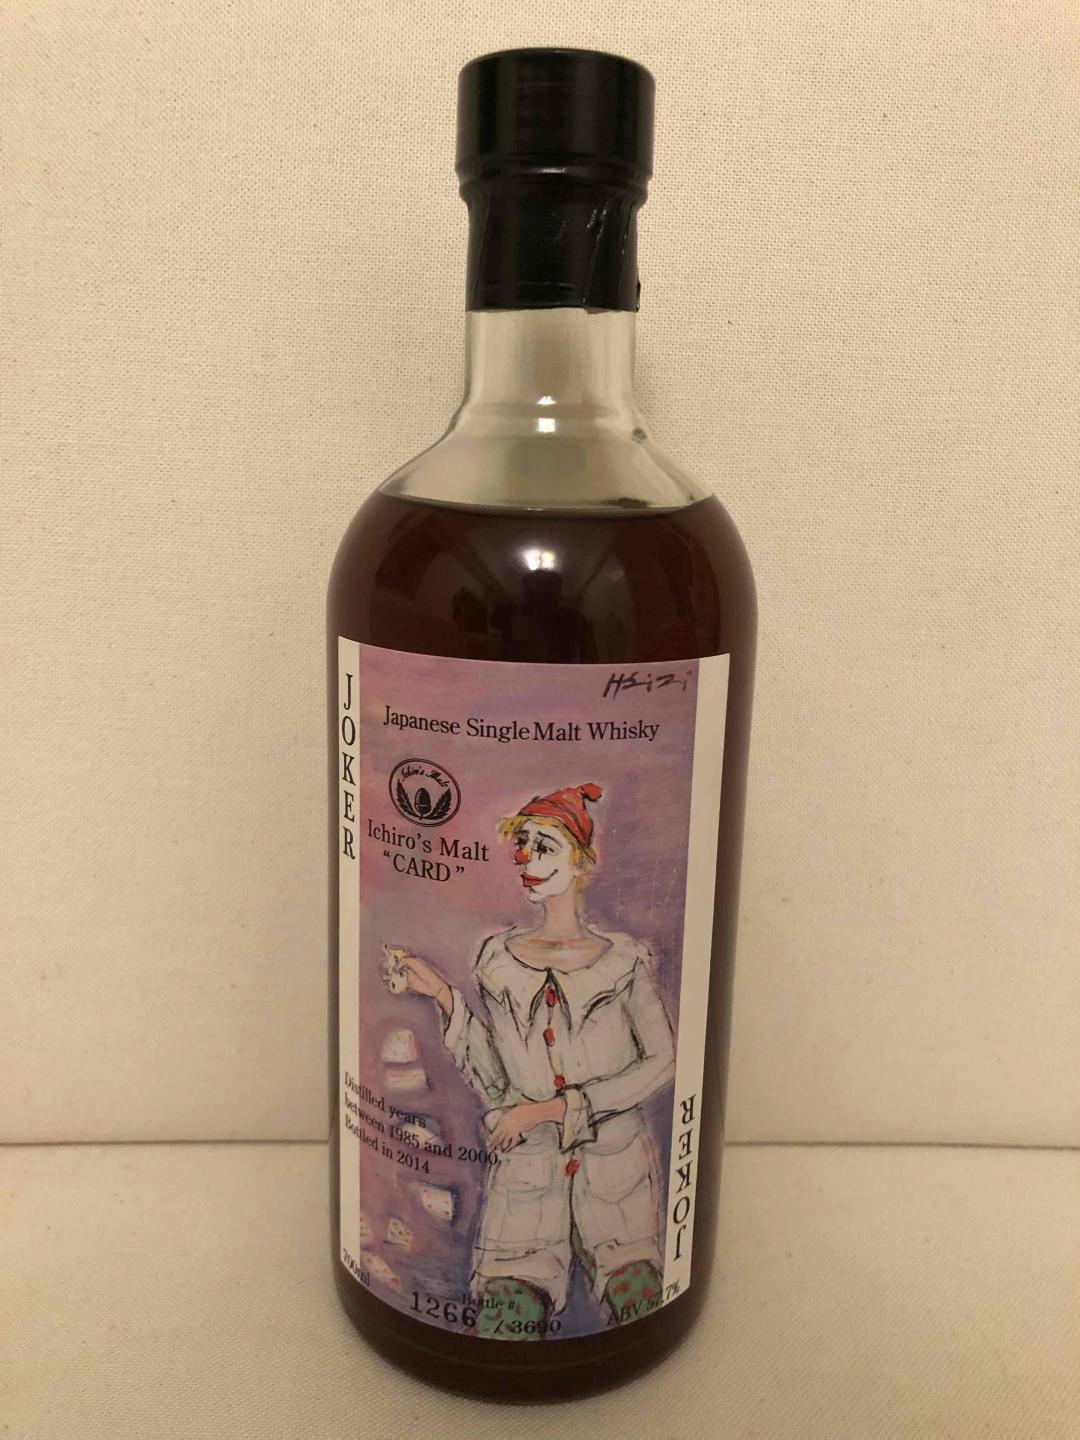 JOKER
Japanese Single Malt Whisky
Ichiro's Malt
Ichiro's Malt
"CARD"
Distilled years
between 1985 and 2000,
Bottled in 2014
700ml
Bottle #
1266 / 3690
ABV 57.7%
JOKER